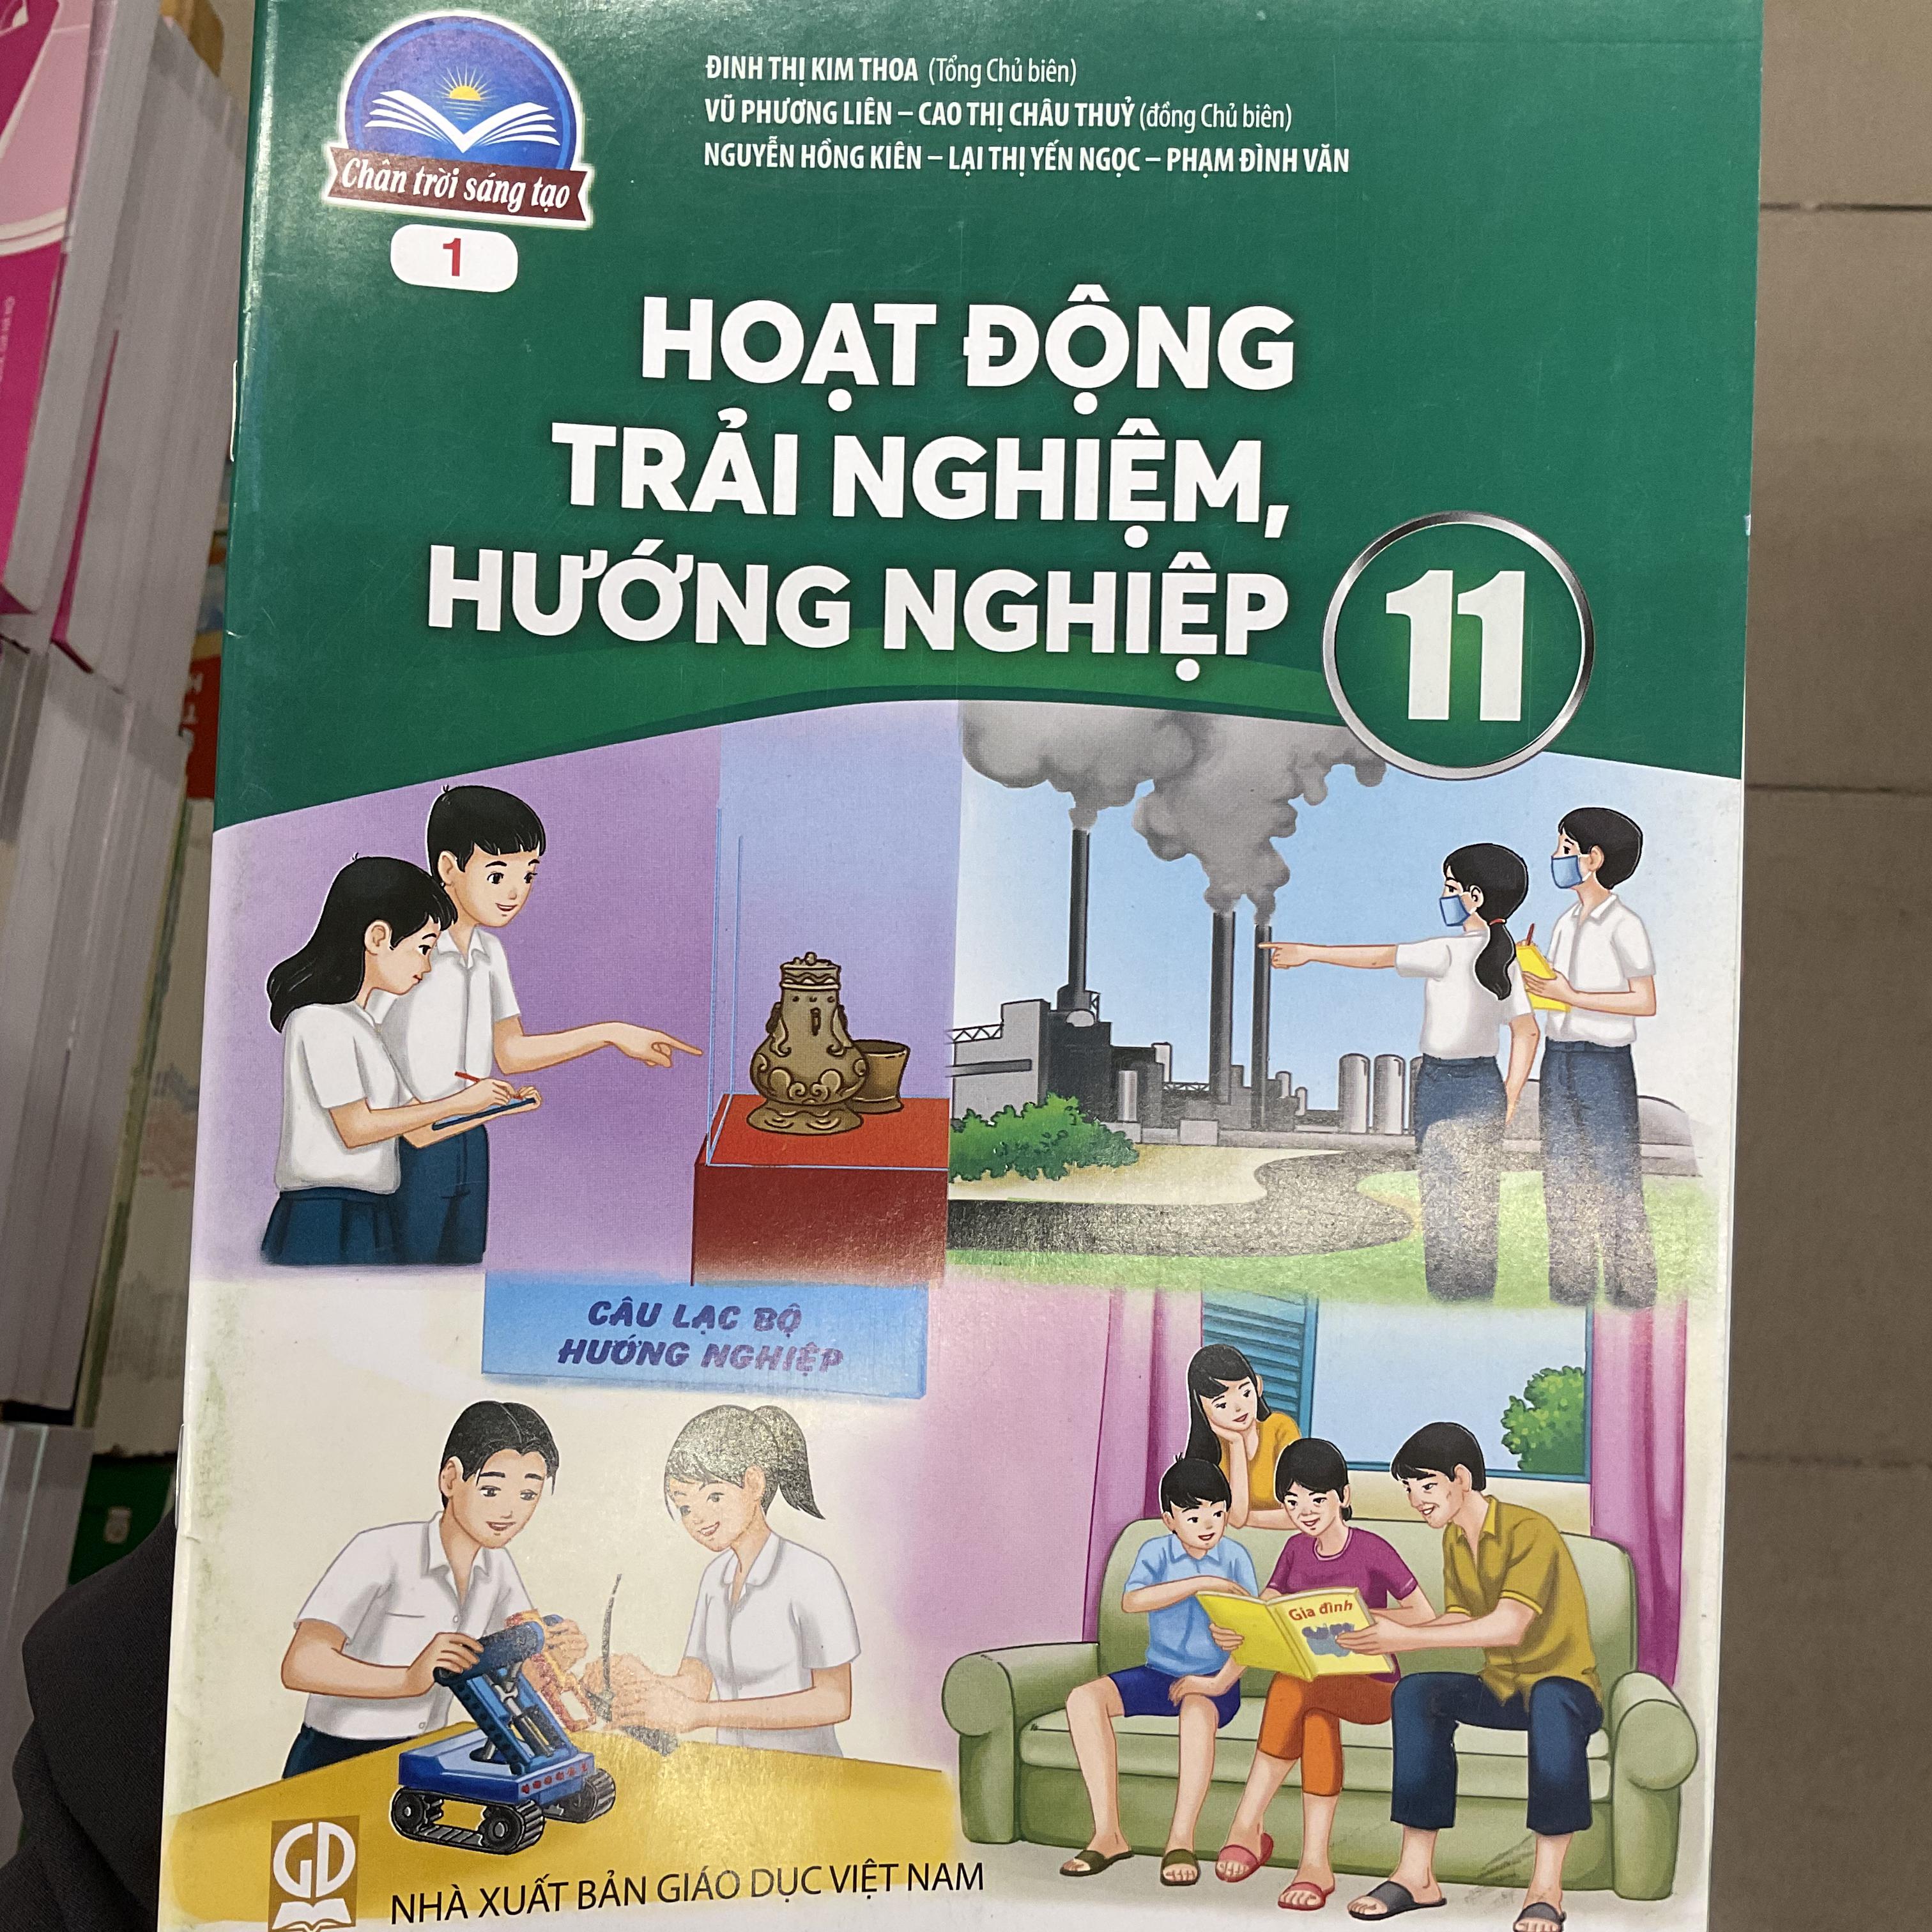 ĐINH THỊ KIM THOA (Tổng Chủ biên)
VŨ PHƯƠNG LIÊN – CAO THỊ CHÂU THUỶ (đồng Chủ biên)
NGUYỄN HỒNG KIÊN – LẠI THỊ YẾN NGỌC – PHẠM ĐÌNH VĂN
Chân trời sáng tạo
1
HOẠT ĐỘNG
TRẢI NGHIỆM,
HƯỚNG NGHIỆP
11
CÂU LẠC BỘ
HƯỚNG NGHIỆP
Gia đình
GD
NHÀ XUẤT BẢN GIÁO DỤC VIỆT NAM